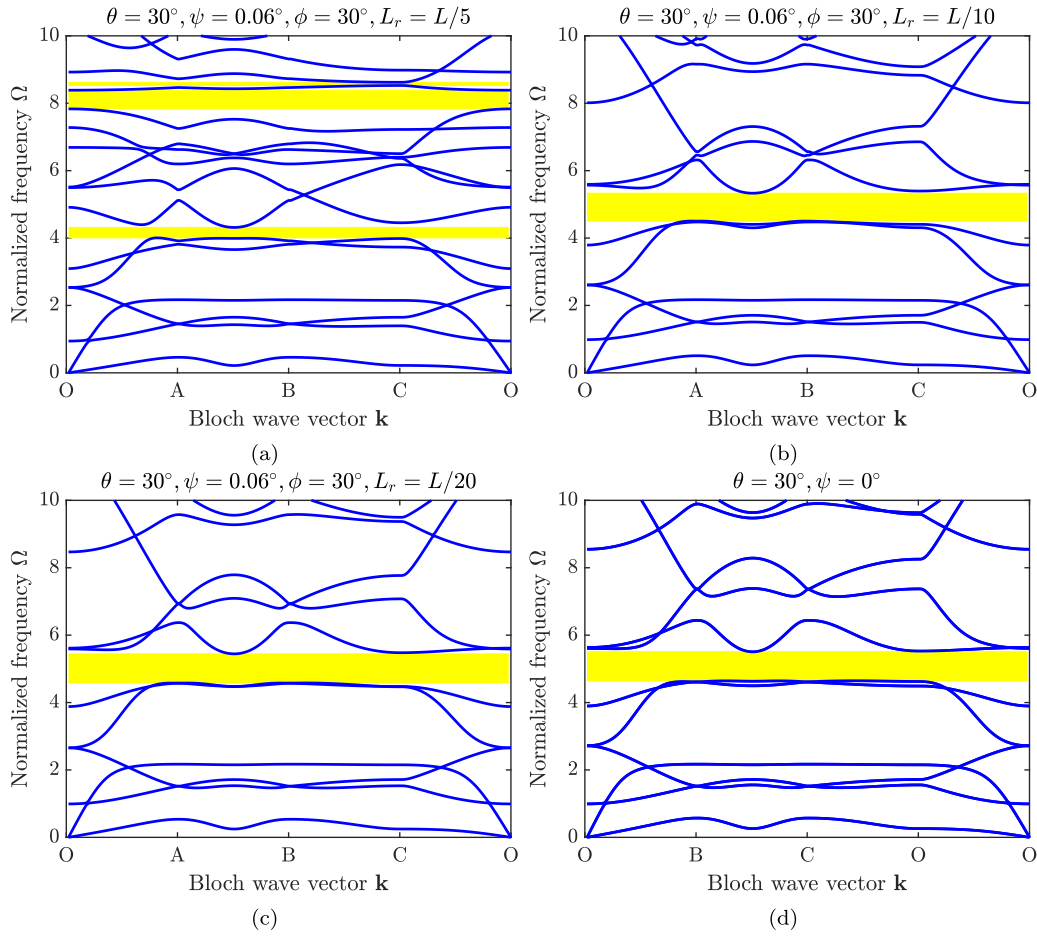 θ = 30°, ψ = 0.06°, ϕ = 30°, L_r = L/5
Normalized frequency Ω
10
8
6
4
2
0
O A B C O
Bloch wave vector k
(a)
θ = 30°, ψ = 0.06°, ϕ = 30°, L_r = L/10
Normalized frequency Ω
10
8
6
4
2
0
O A B C O
Bloch wave vector k
(b)
θ = 30°, ψ = 0.06°, ϕ = 30°, L_r = L/20
Normalized frequency Ω
10
8
6
4
2
0
O A B C O
Bloch wave vector k
(c)
θ = 30°, ψ = 0°
Normalized frequency Ω
10
8
6
4
2
0
O B C O O
Bloch wave vector k
(d)